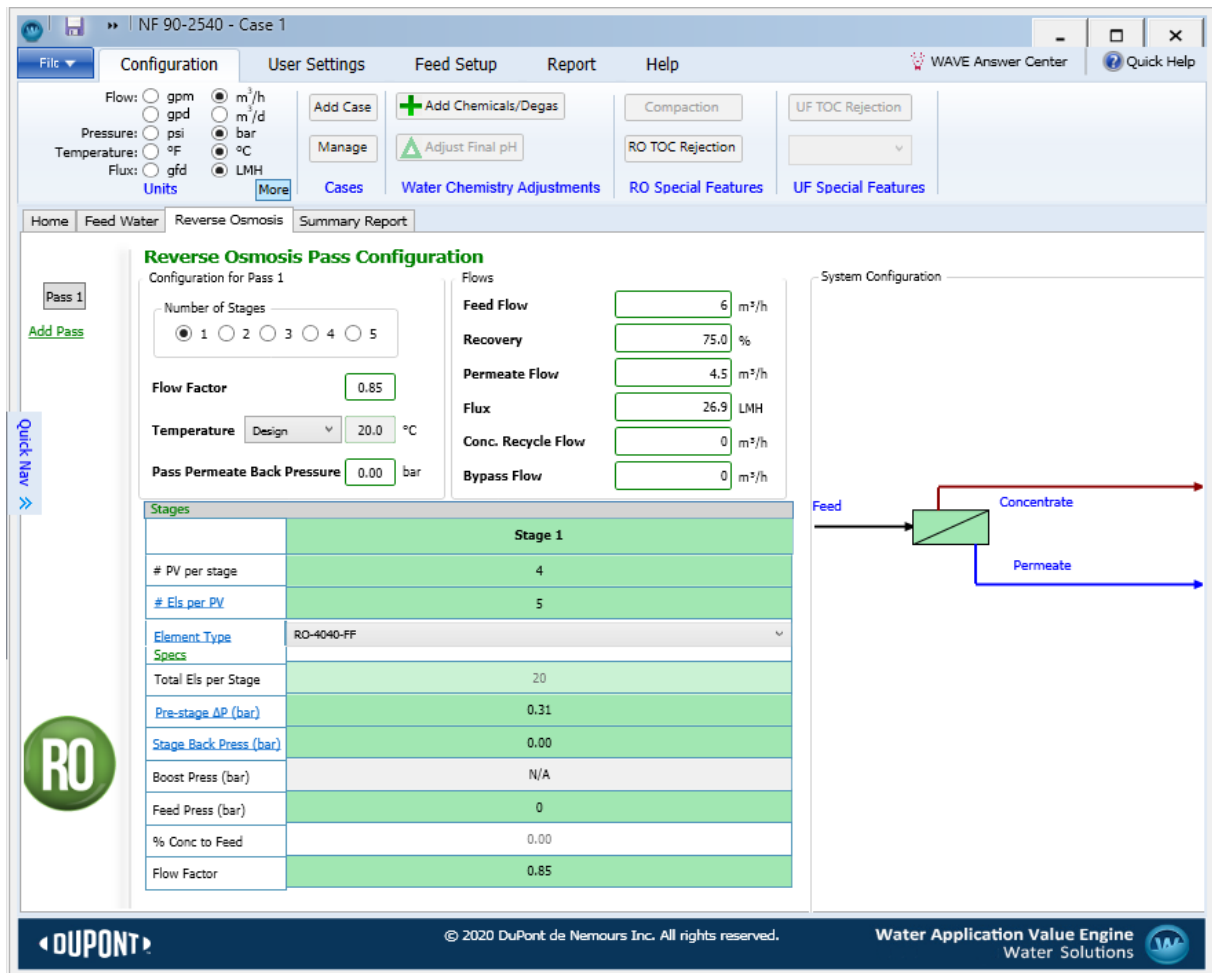 NF 90-2540 - Case 1
File
Configuration
User Settings
Feed Setup
Report
Help
WAVE Answer Center
Quick Help
Flow: gpm m³/h
gpd m³/d
Pressure: psi bar
Temperature: °F °C
Flux: gfd LMH
Units
More
Add Case
Manage
Cases
Add Chemicals/Degas
Adjust Final pH
Water Chemistry Adjustments
Compaction
RO TOC Rejection
RO Special Features
UF TOC Rejection
UF Special Features
Home
Feed Water
Reverse Osmosis
Summary Report
Pass 1
Add Pass
Quick Nav
Reverse Osmosis Pass Configuration
Configuration for Pass 1
Number of Stages
1 2 3 4 5
Flow Factor 0.85
Temperature Design 20.0 °C
Pass Permeate Back Pressure 0.00 bar
Flows
Feed Flow 6 m³/h
Recovery 75.0 %
Permeate Flow 4.5 m³/h
Flux 26.9 LMH
Conc. Recycle Flow 0 m³/h
Bypass Flow 0 m³/h
Stages
Stage 1
# PV per stage 4
# Els per PV 5
Element Type RO-4040-FF
Specs
Total Els per Stage 20
Pre-stage ΔP (bar) 0.31
Stage Back Press (bar) 0.00
Boost Press (bar) N/A
Feed Press (bar) 0
% Conc to Feed 0.00
Flow Factor 0.85
System Configuration
Feed
Concentrate
Permeate
RO
DUPONT
© 2020 DuPont de Nemours Inc. All rights reserved.
Water Application Value Engine
Water Solutions